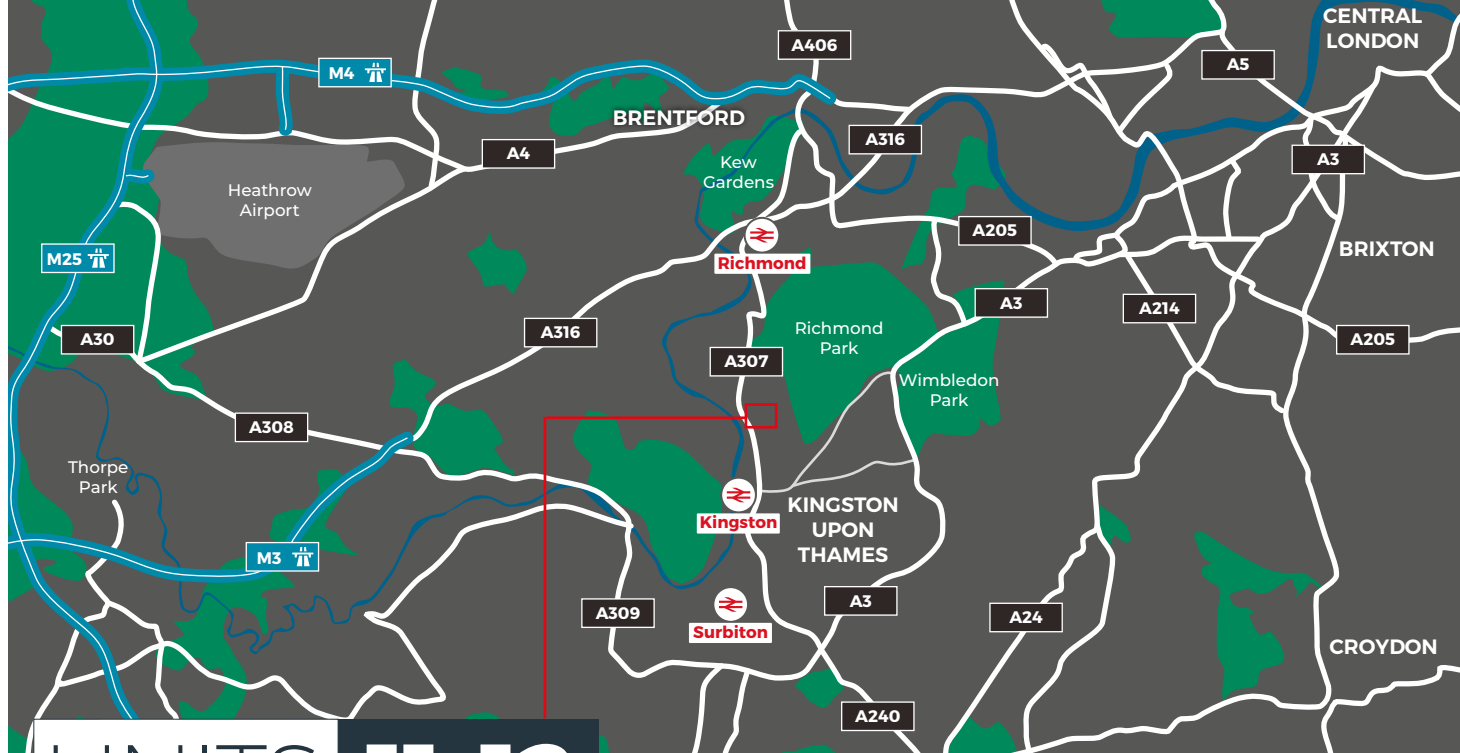 CENTRAL
LONDON
A406
A5
M4
BRENTFORD
A316
A4
A3
Kew
Gardens
Heathrow
Airport
A205
BRIXTON
M25
Richmond
A3
A214
A316
Richmond
Park
A30
A205
A307
Wimbledon
Park
A308
Thorpe
Park
Kingston
KINGSTON
UPON
THAMES
M3
A3
A309
A24
Surbiton
CROYDON
A240
UNITS